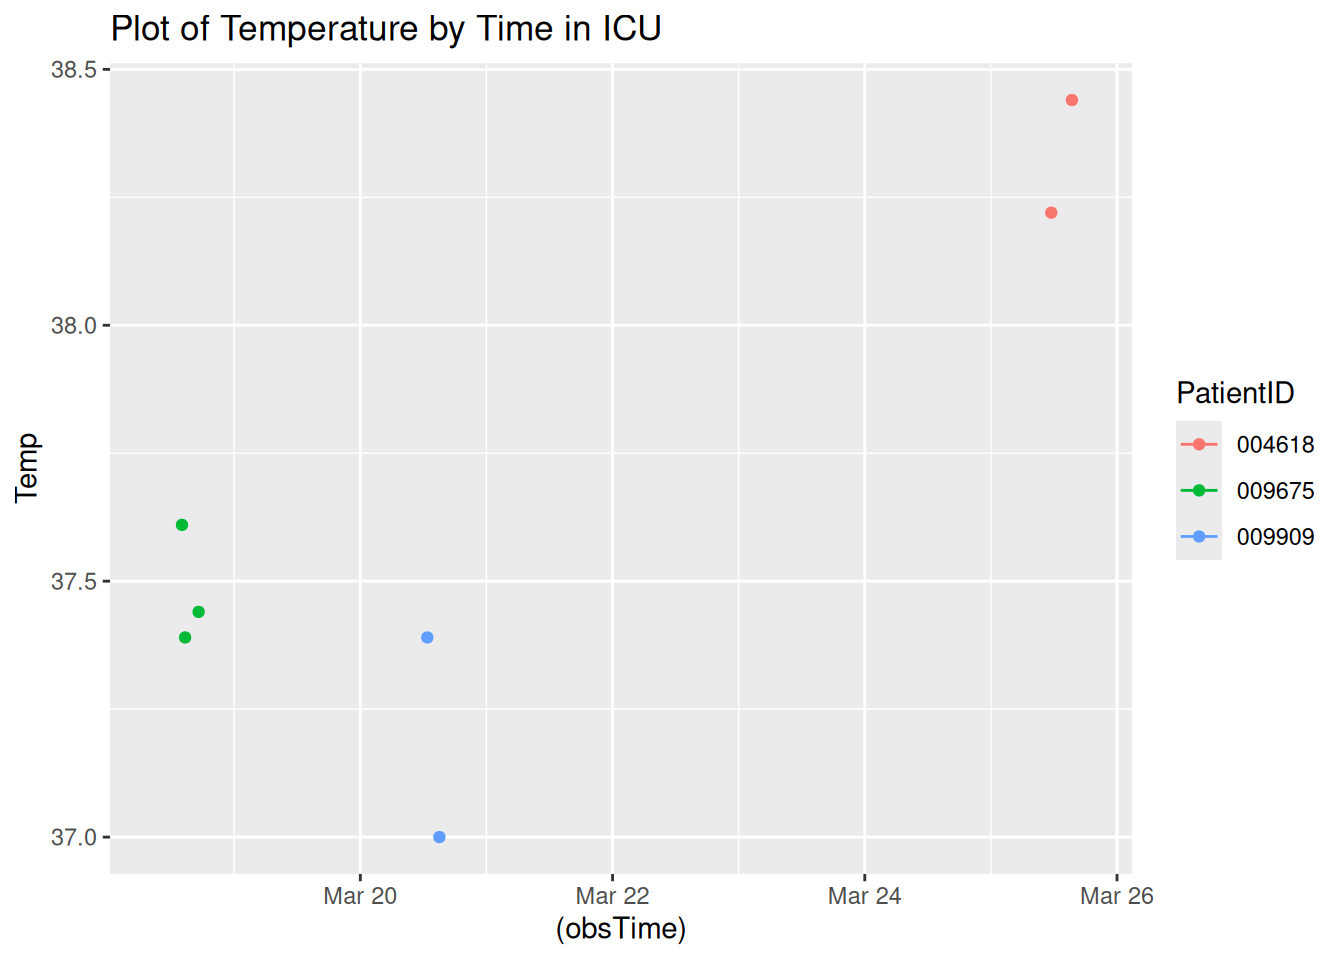 Plot of Temperature by Time in ICU
38.5
38.0
37.5
37.0
Temp
Mar 20
Mar 22
Mar 24
Mar 26
(obsTime)
PatientID
004618
009675
009909